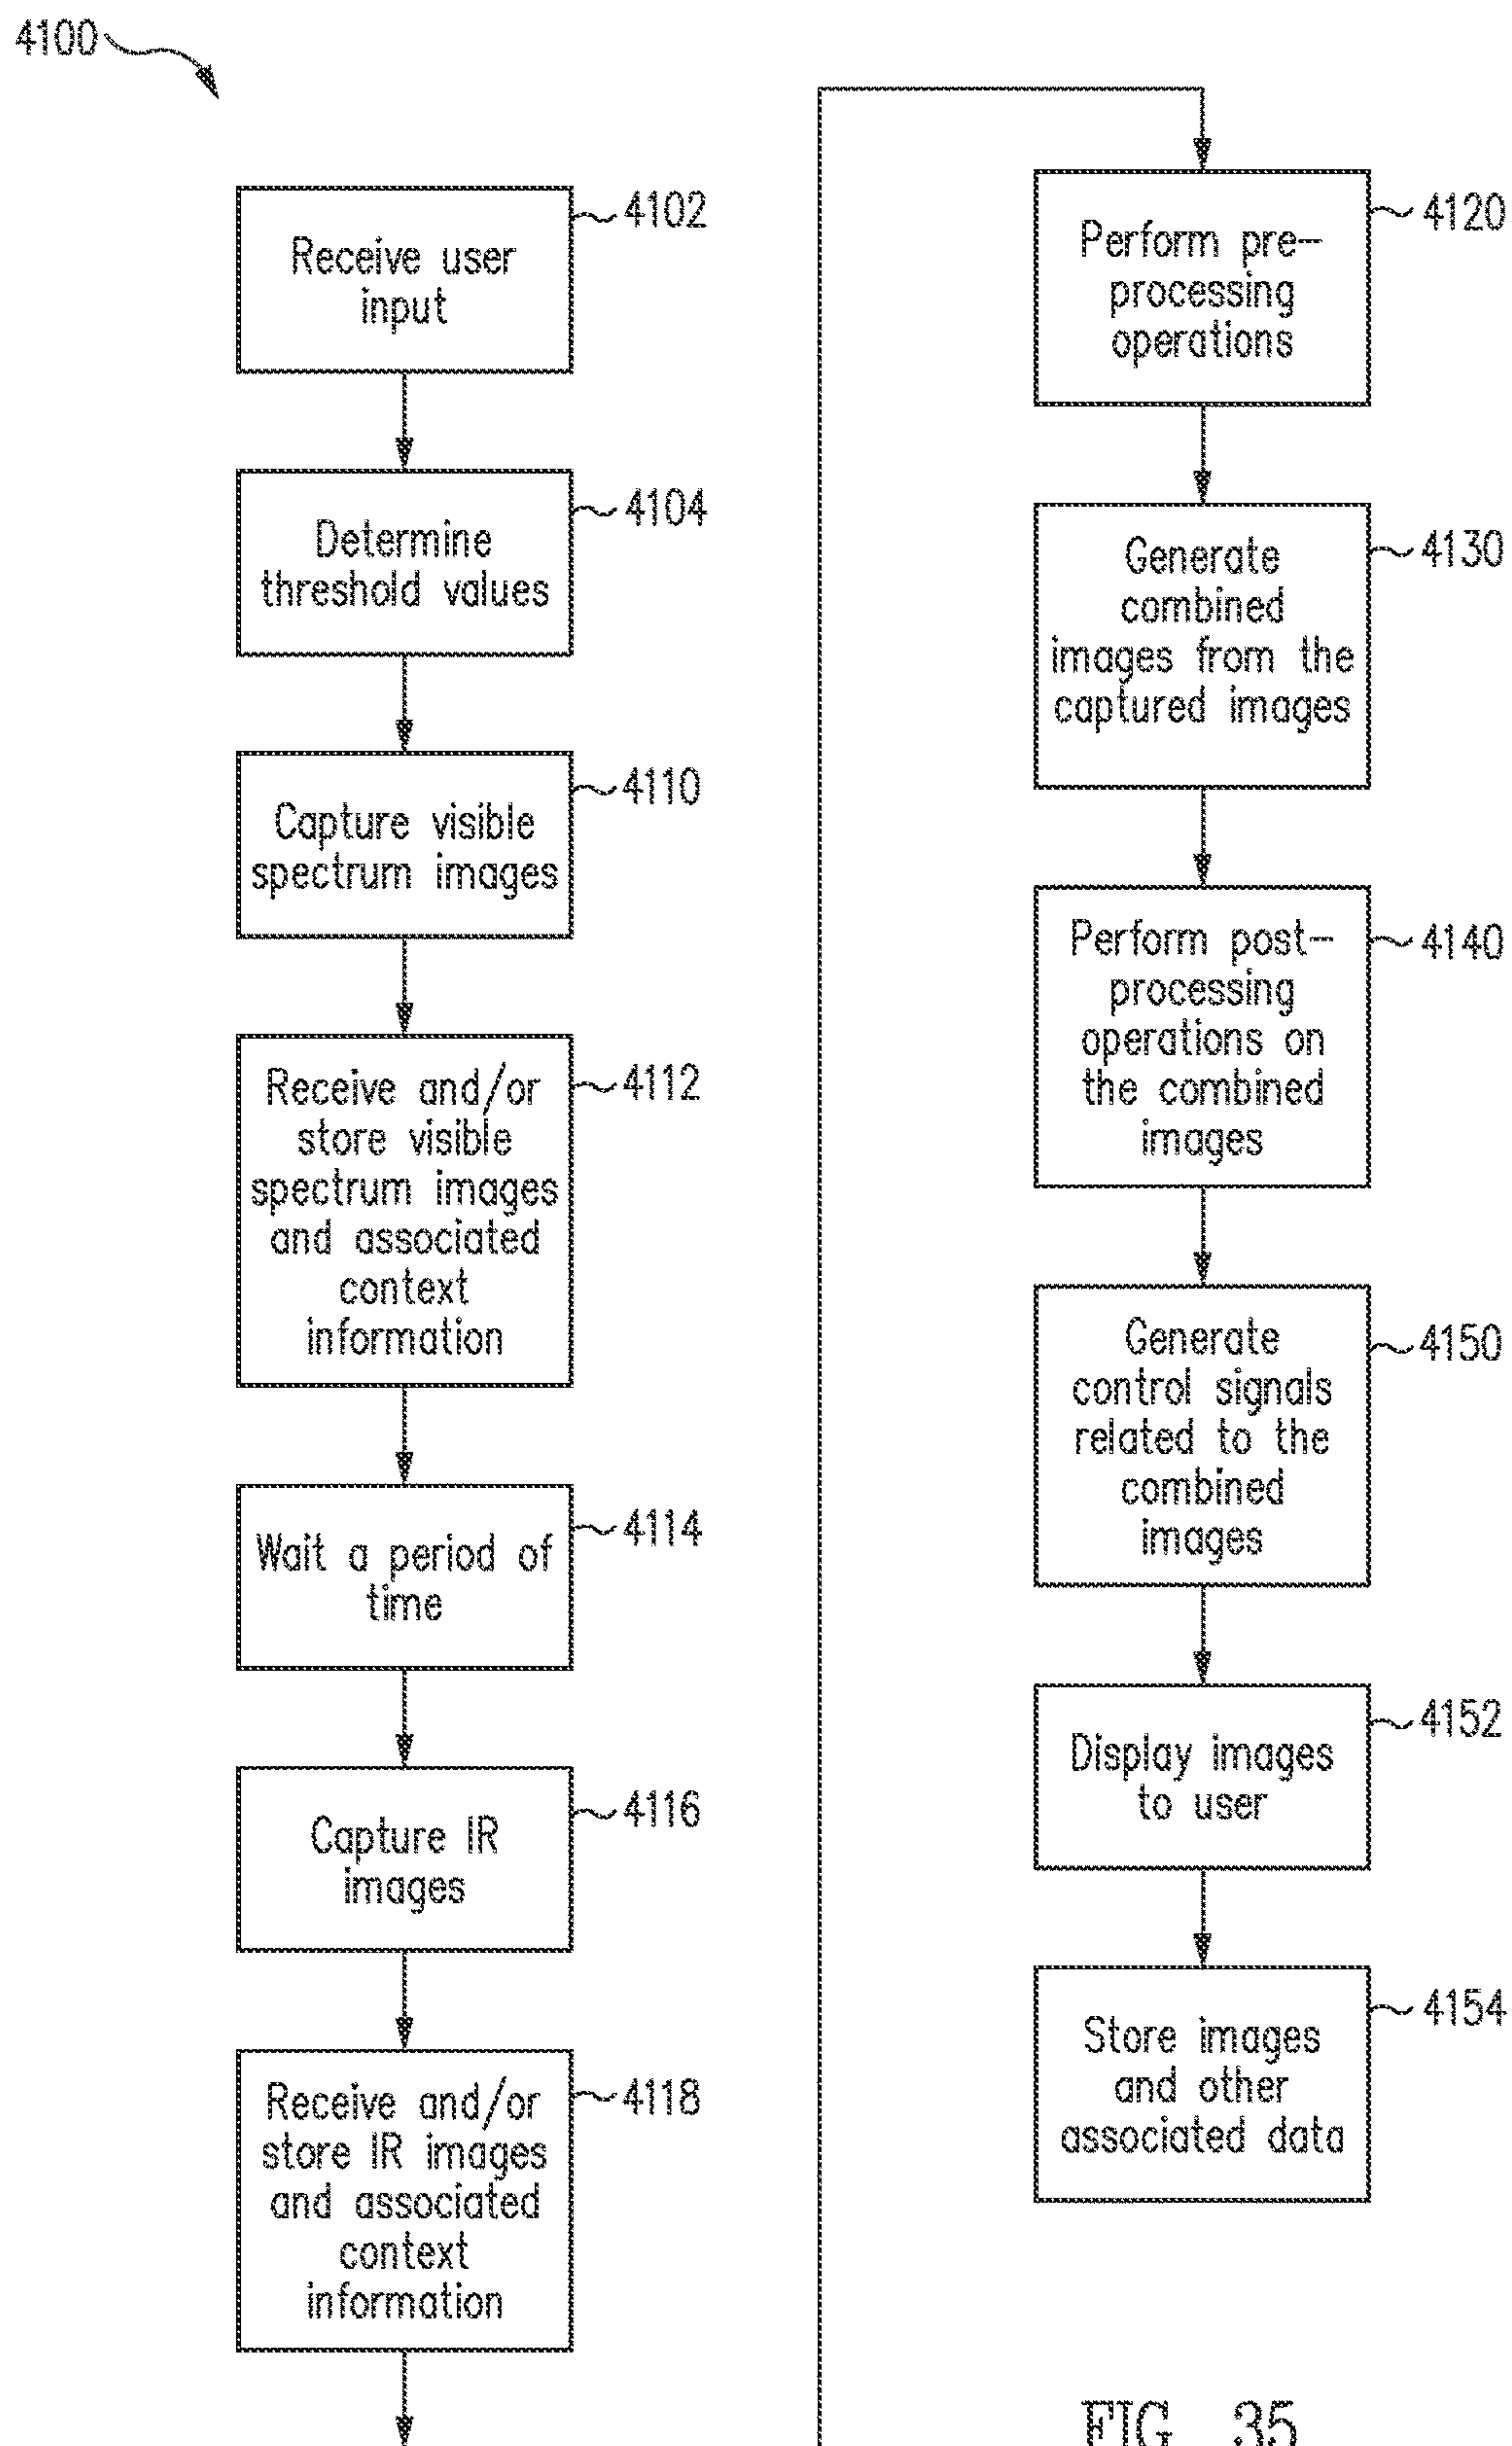 4100
Receive user
input
4102
Determine
threshold values
4104
Capture visible
spectrum images
4110
Receive and/or
store visible
spectrum images
and associated
context
information
4112
Wait a period of
time
4114
Capture IR
images
4116
Receive and/or
store IR images
and associated
context
information
4118
Perform pre-
processing
operations
4120
Generate
combined
images from the
captured images
4130
Perform post-
processing
operations on
the combined
images
4140
Generate
control signals
related to the
combined
images
4150
Display images
to user
4152
Store images
and other
associated data
4154
FIG. 35